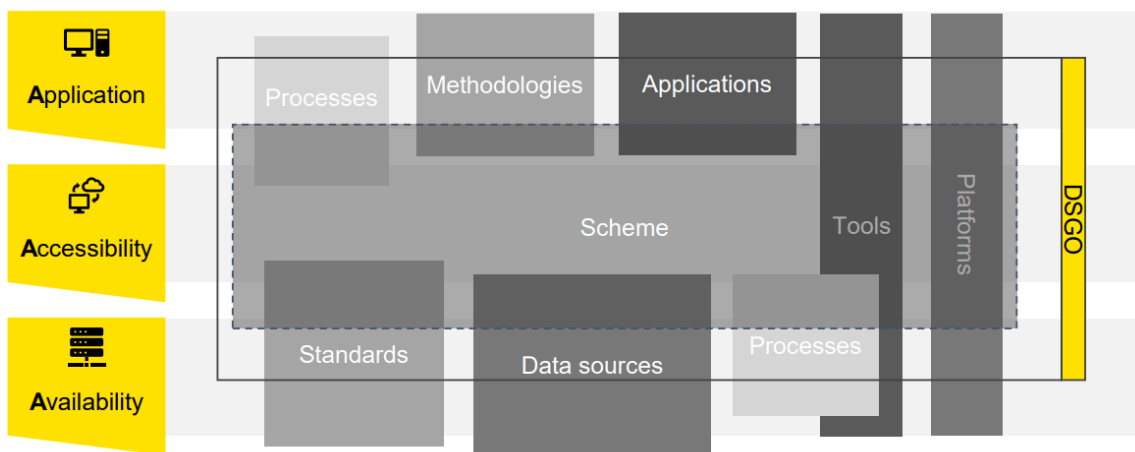 Application
Processes
Methodologies
Applications
Accessibility
Scheme
Tools
Platforms
DSGO
Availability
Standards
Data sources
Processes